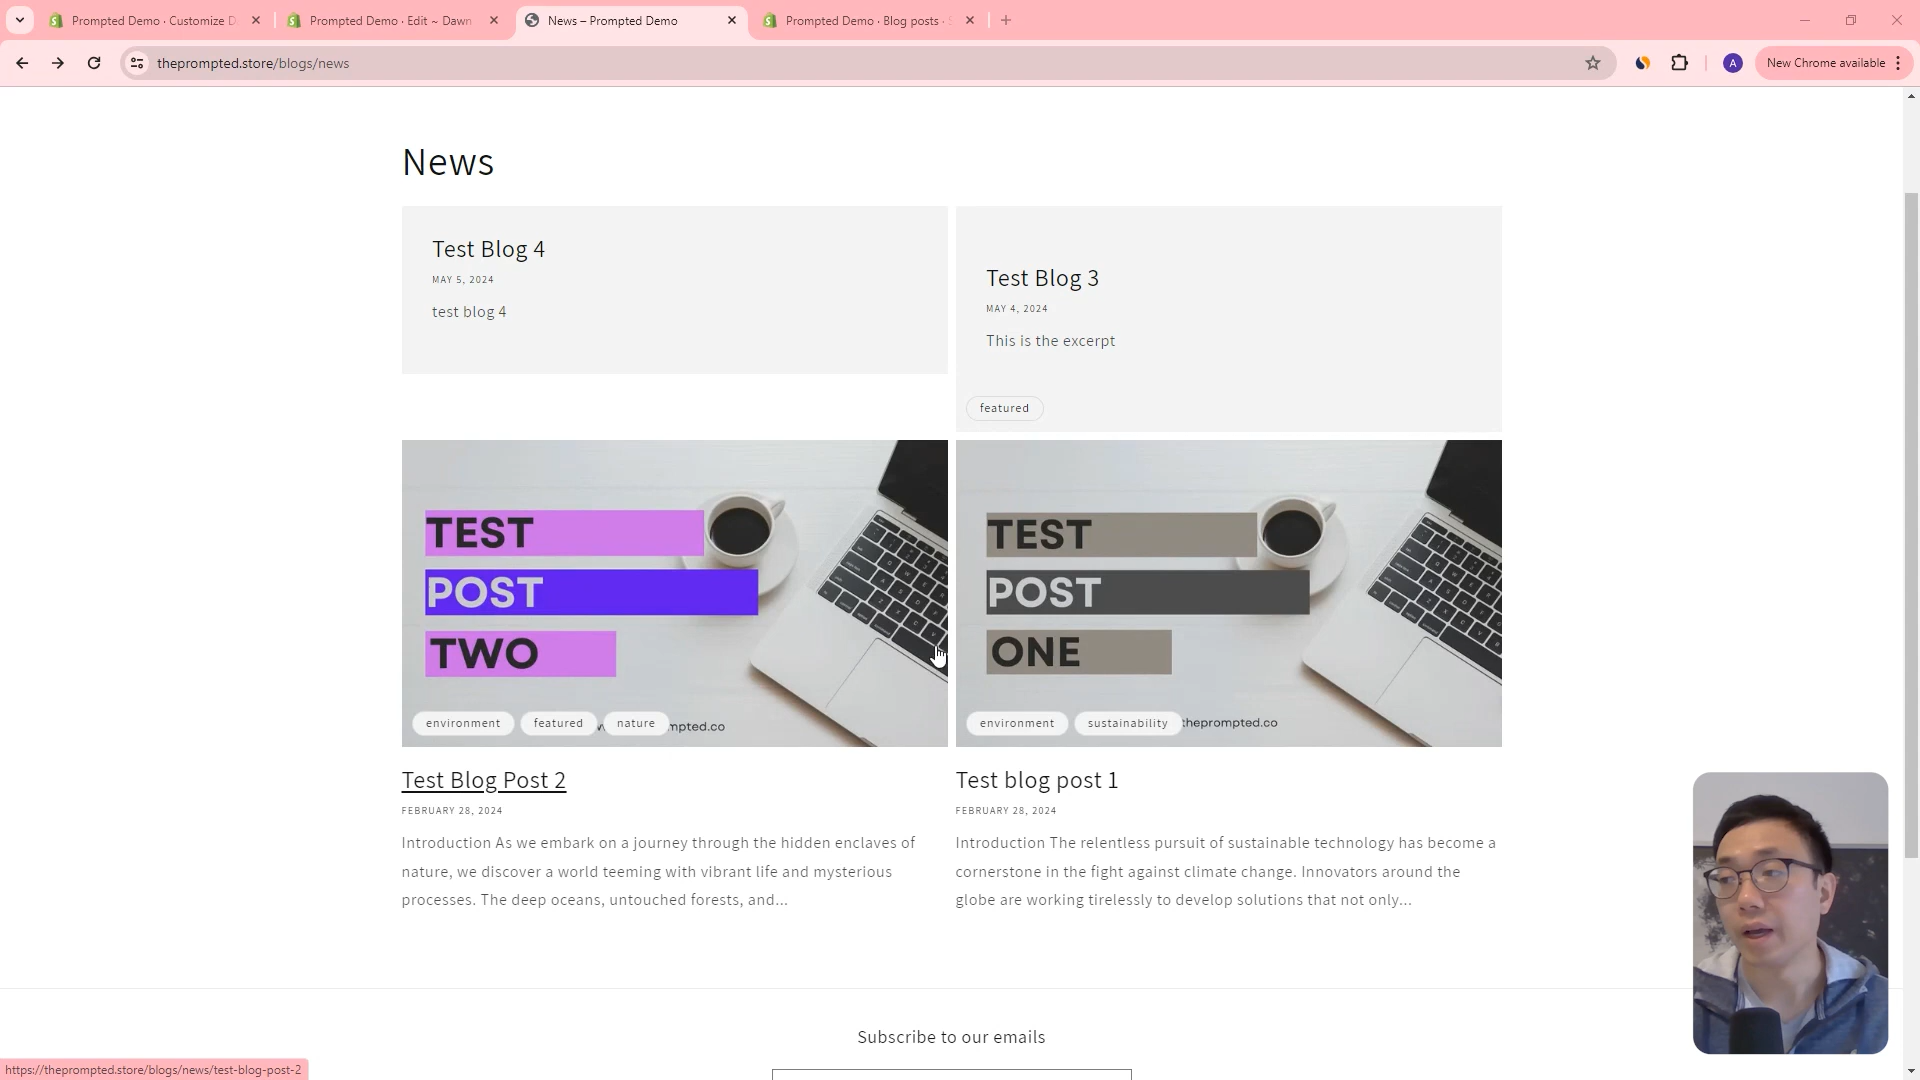 Prompted Demo · Customize D
Prompted Demo · Edit ~ Dawn
News – Prompted Demo
Prompted Demo · Blog posts ·
theprompted.store/blogs/news
A
New Chrome available
News
Test Blog 4
MAY 5, 2024
test blog 4
Test Blog 3
MAY 4, 2024
This is the excerpt
featured
TEST
POST
TWO
environment
featured
nature
mpted.co
TEST
POST
ONE
environment
sustainability
theprompted.co
Test Blog Post 2
FEBRUARY 28, 2024
Introduction As we embark on a journey through the hidden enclaves of
nature, we discover a world teeming with vibrant life and mysterious
processes. The deep oceans, untouched forests, and...
Test blog post 1
FEBRUARY 28, 2024
Introduction The relentless pursuit of sustainable technology has become a
cornerstone in the fight against climate change. Innovators around the
globe are working tirelessly to develop solutions that not only...
Subscribe to our emails
https://theprompted.store/blogs/news/test-blog-post-2